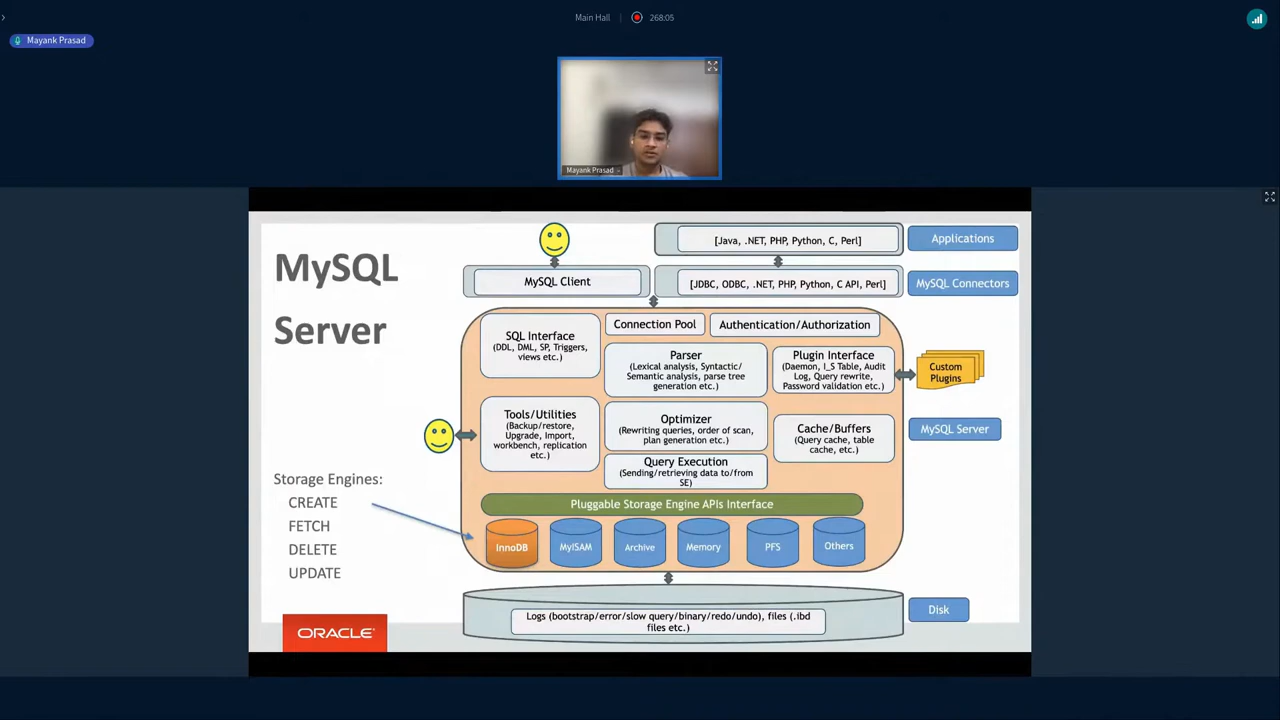 Main Hall
268:05
Mayank Prasad
Mayank Prasad
MySQL
Server
[Java, .NET, PHP, Python, C, Perl]
Applications
MySQL Client
[JDBC, ODBC, .NET, PHP, Python, C API, Perl]
MySQL Connectors
SQL Interface
(DDL, DML, SP, Triggers,
views etc.)
Connection Pool
Authentication/Authorization
Parser
(Lexical analysis, Syntactic/
Semantic analysis, parse tree
generation etc.)
Plugin Interface
(Daemon, I_S Table, Audit
Log, Query rewrite,
Password validation etc.)
Custom
Plugins
Tools/Utilities
(Backup/restore,
Upgrade, Import,
workbench, replication
etc.)
Optimizer
(Rewriting queries, order of scan,
plan generation etc.)
Cache/Buffers
(Query cache, table
cache, etc.)
MySQL Server
Query Execution
(Sending/retrieving data to/from
SE)
Storage Engines:
CREATE
FETCH
DELETE
UPDATE
Pluggable Storage Engine APIs Interface
InnoDB
MyISAM
Archive
Memory
PFS
Others
Logs (bootstrap/error/slow query/binary/redo/undo), files (.ibd
files etc.)
Disk
ORACLE